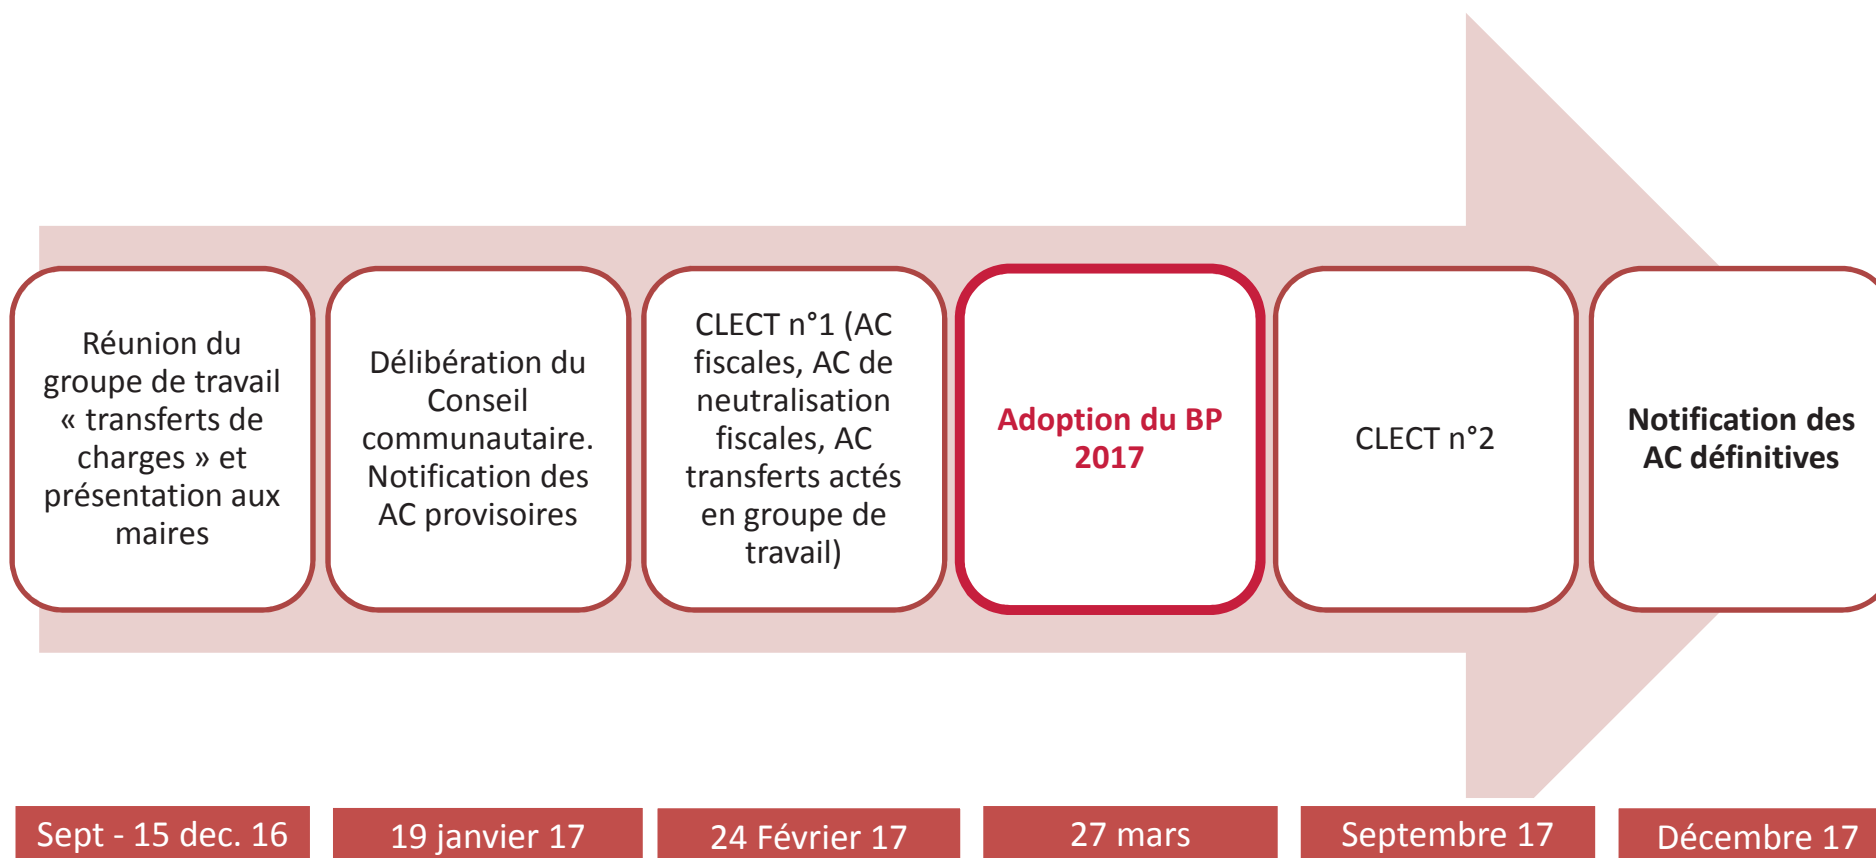 Réunion du
groupe de travail
« transferts de
charges » et
présentation aux
maires
Délibération du
Conseil
communautaire.
Notification des
AC provisoires
CLECT n°1 (AC
fiscales, AC de
neutralisation
fiscales, AC
transferts actés
en groupe de
travail)
Adoption du BP
2017
CLECT n°2
Notification des
AC définitives
Sept - 15 dec. 16
19 janvier 17
24 Février 17
27 mars
Septembre 17
Décembre 17